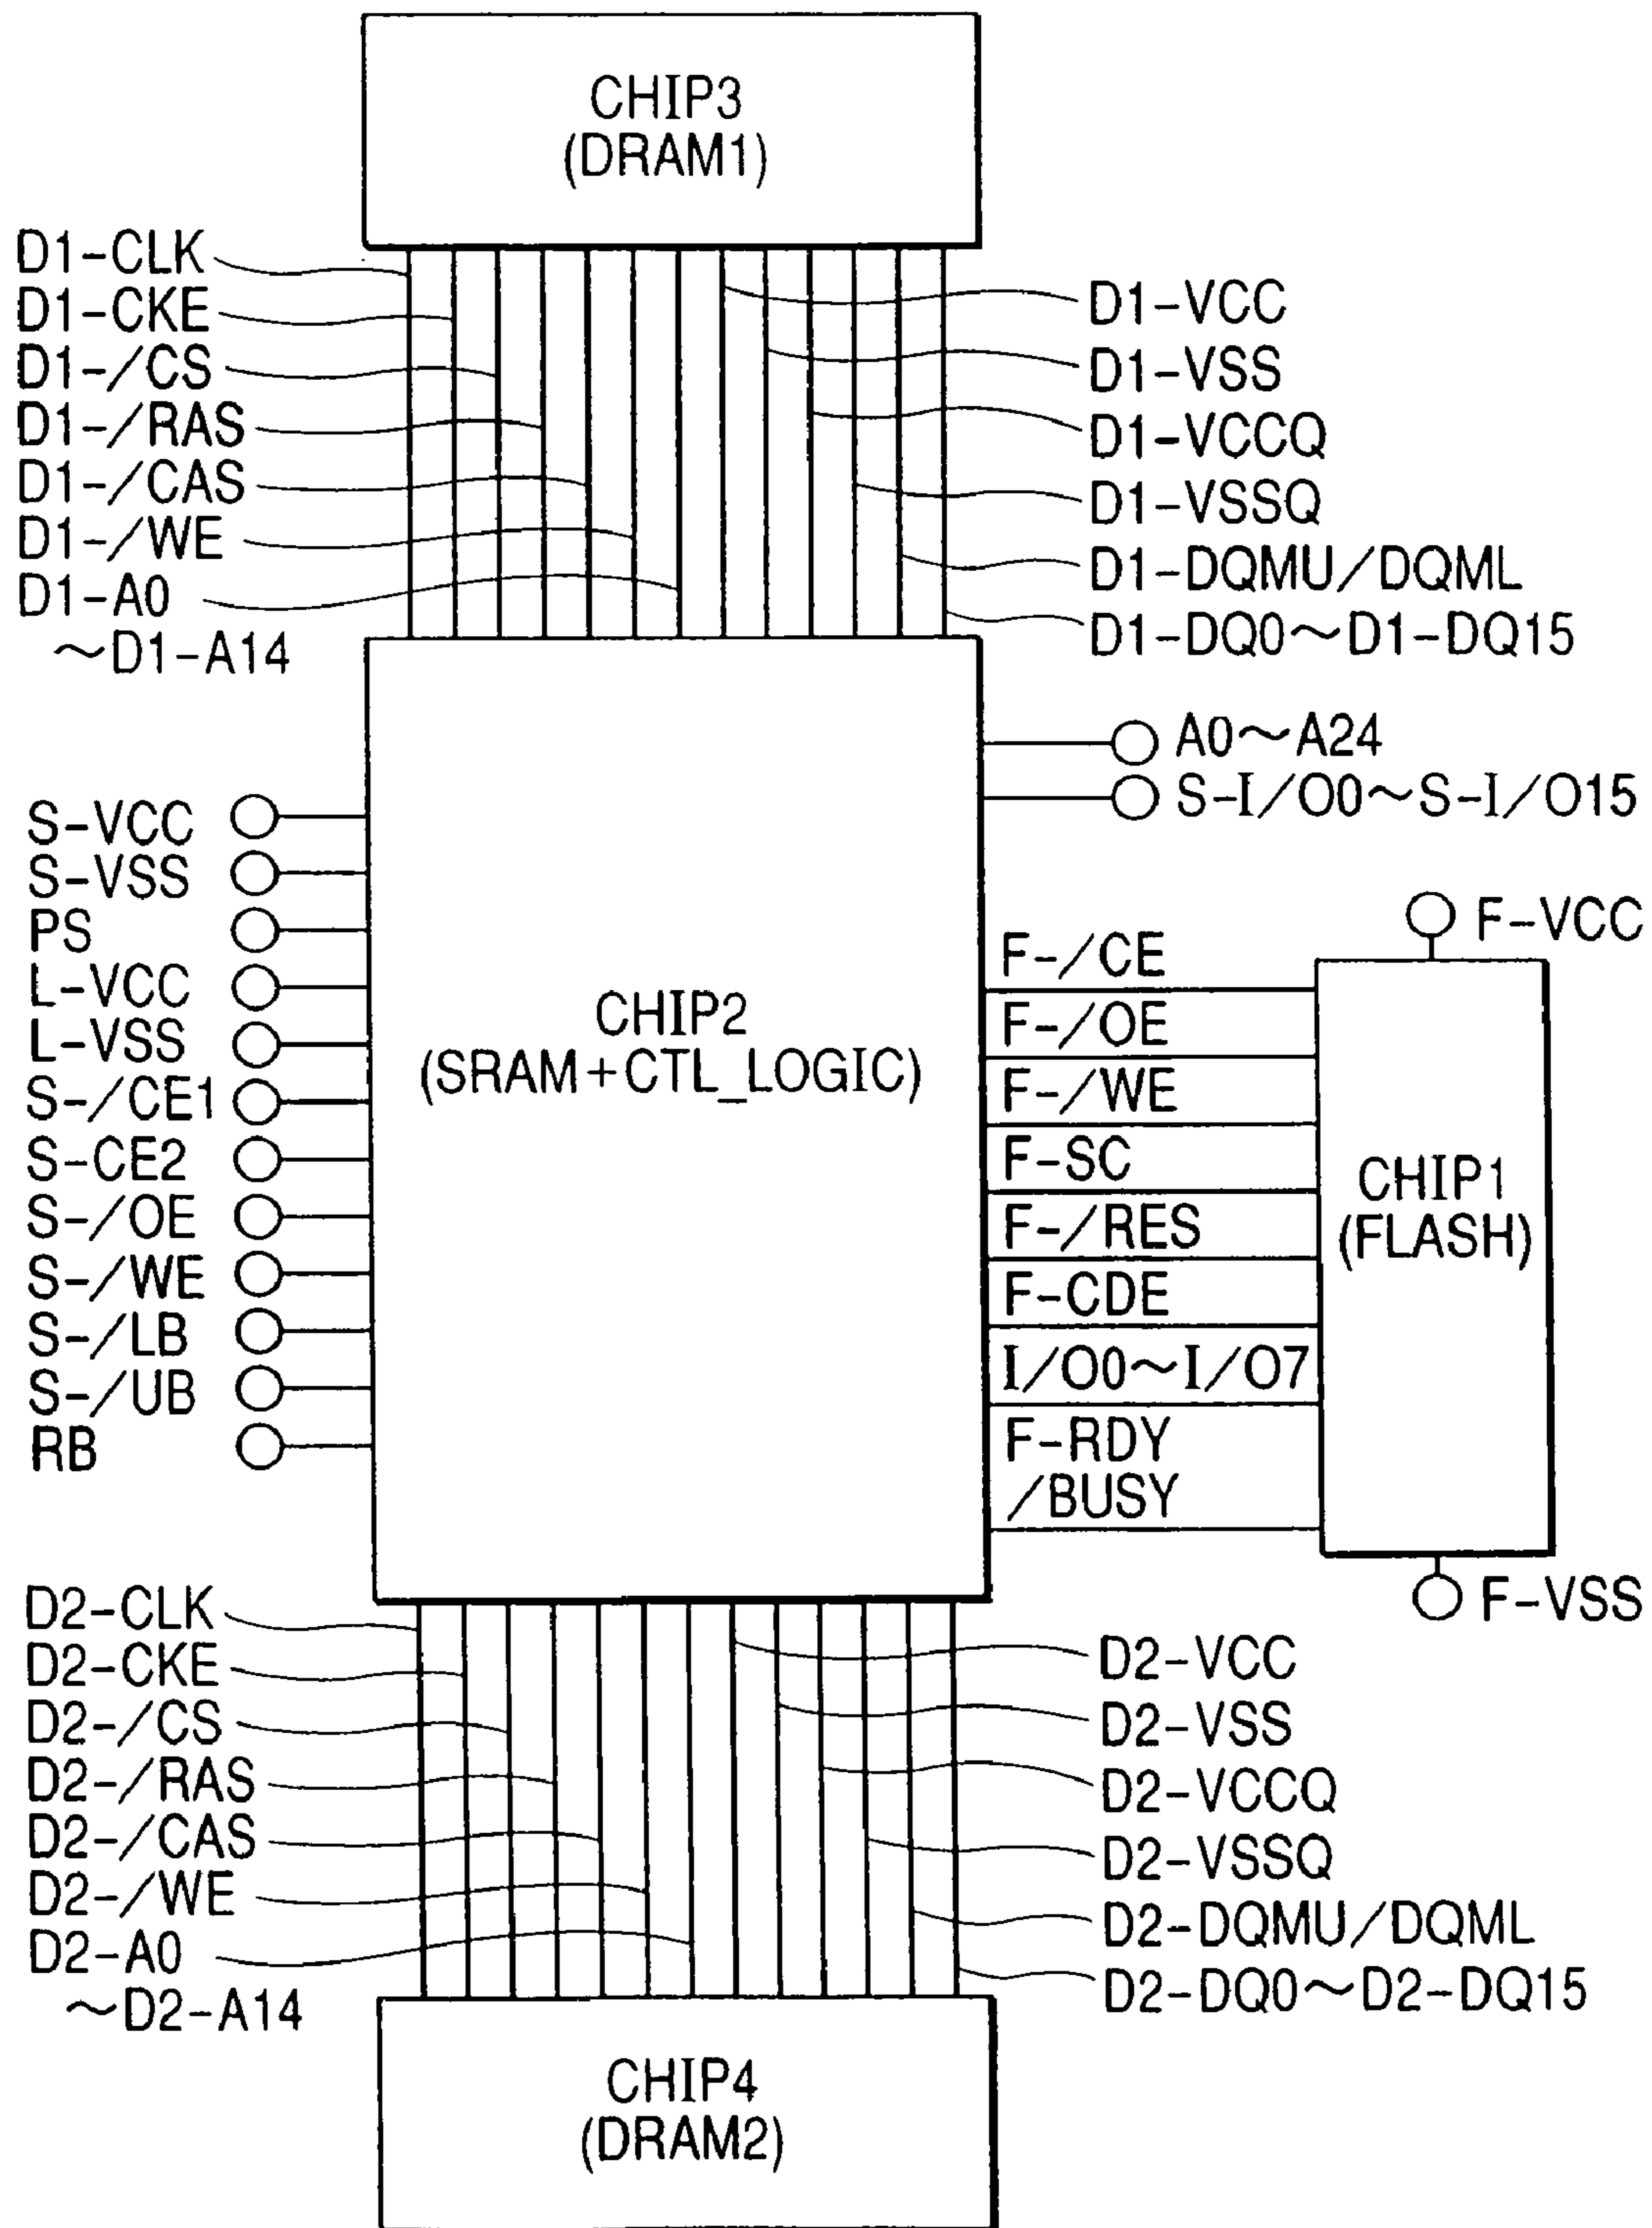 CHIP3
(DRAM1)
D1-CLK
D1-CKE
D1-/CS
D1-/RAS
D1-/CAS
D1-/WE
D1-A0
~D1-A14
D1-VCC
D1-VSS
D1-VCCQ
D1-VSSQ
D1-DQMU/DQML
D1-DQ0~D1-DQ15
A0~A24
S-I/O0~S-I/O15
S-VCC
S-VSS
PS
L-VCC
L-VSS
S-/CE1
S-CE2
S-/OE
S-/WE
S-/LB
S-/UB
RB
CHIP2
(SRAM+CTL_LOGIC)
F-/CE
F-/OE
F-/WE
F-SC
F-/RES
F-CDE
I/O0~I/O7
F-RDY
/BUSY
F-VCC
CHIP1
(FLASH)
F-VSS
D2-CLK
D2-CKE
D2-/CS
D2-/RAS
D2-/CAS
D2-/WE
D2-A0
~D2-A14
D2-VCC
D2-VSS
D2-VCCQ
D2-VSSQ
D2-DQMU/DQML
D2-DQ0~D2-DQ15
CHIP4
(DRAM2)